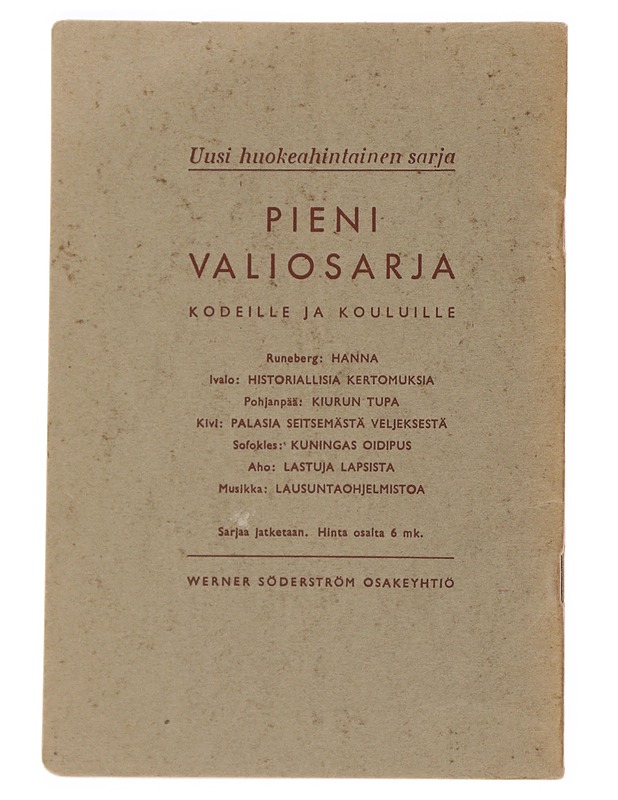 Uusi huokeahintainen sarja
PIENI
VALIOSARJA
KODEILLE JA KOULUILLE
Runeberg: HANNA
Ivalo: HISTORIALLISIA KERTOMUKSIA
Pohjanpää: KIURUN TUPA
Kivi: PALASIA SEITSEMÄSTÄ VELJEKSESTÄ
Sofokles: KUNINGAS OIDIPUS
Aho: LASTUJA LAPSISTA
Musikka: LAUSUNTAOHJELMISTOA
Sarjaa jatketaan. Hinta osalta 6 mk.
WERNER SÖDERSTRÖM OSAKEYHTIÖ